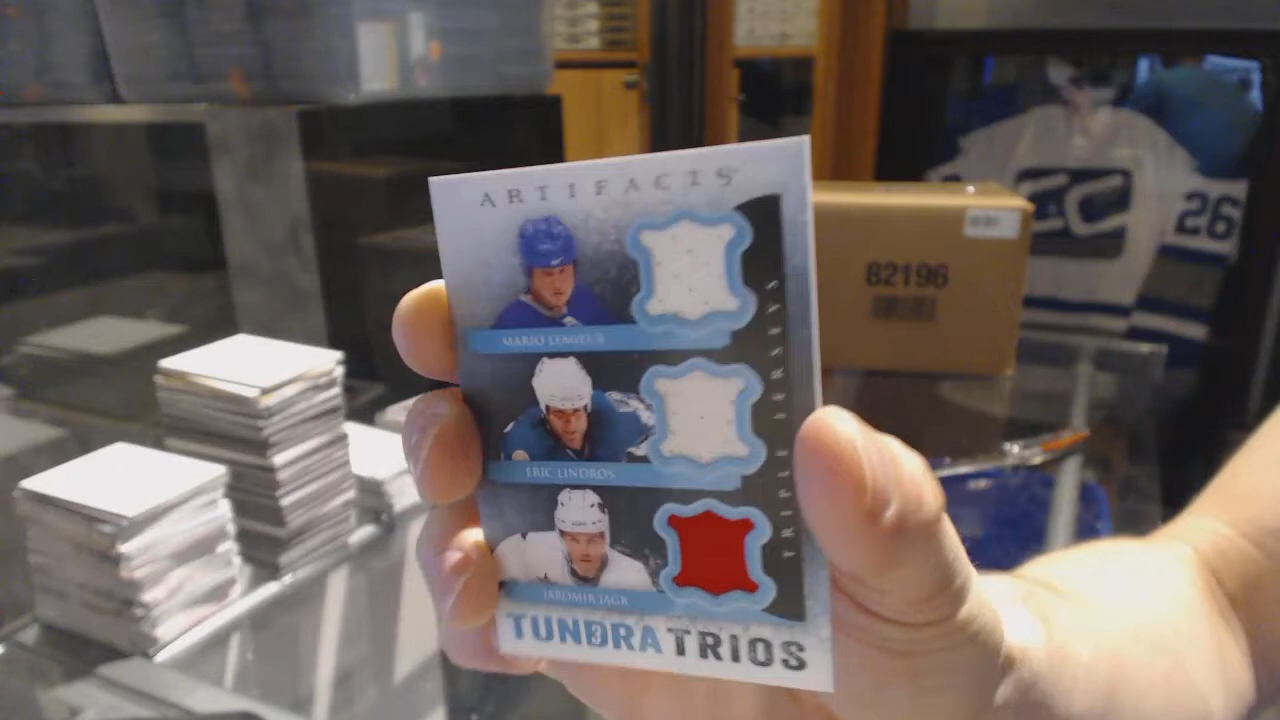 ARTIFACTS
MARIO LEMIEUX
ERIC LINDROS
JAROMIR JAGR
TRIPLE JERSEYS
TUNDRA TRIOS
82196
26